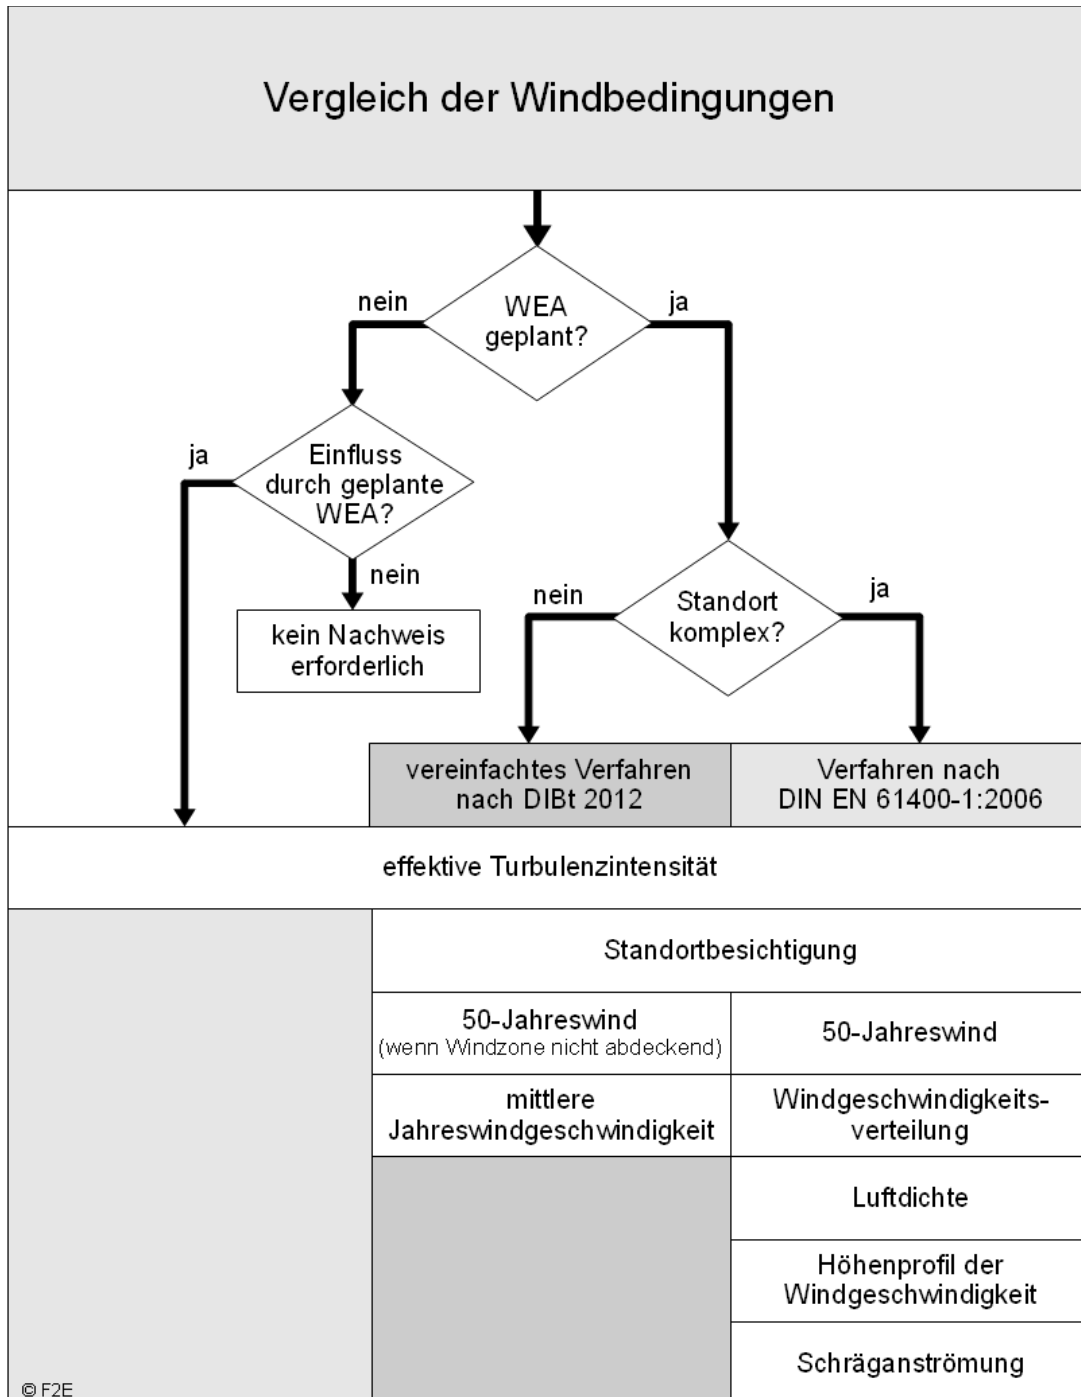 Vergleich der Windbedingungen
nein
WEA
geplant?
ja
ja
Einfluss
durch geplante
WEA?
nein
kein Nachweis
erforderlich
nein
Standort
komplex?
ja
vereinfachtes Verfahren
nach DIBt 2012
Verfahren nach
DIN EN 61400-1:2006
effektive Turbulenzintensität
Standortbesichtigung
50-Jahreswind
(wenn Windzone nicht abdeckend)
50-Jahreswind
mittlere
Jahreswindgeschwindigkeit
Windgeschwindigkeits-
verteilung
Luftdichte
Höhenprofil der
Windgeschwindigkeit
Schräganströmung
© F2E